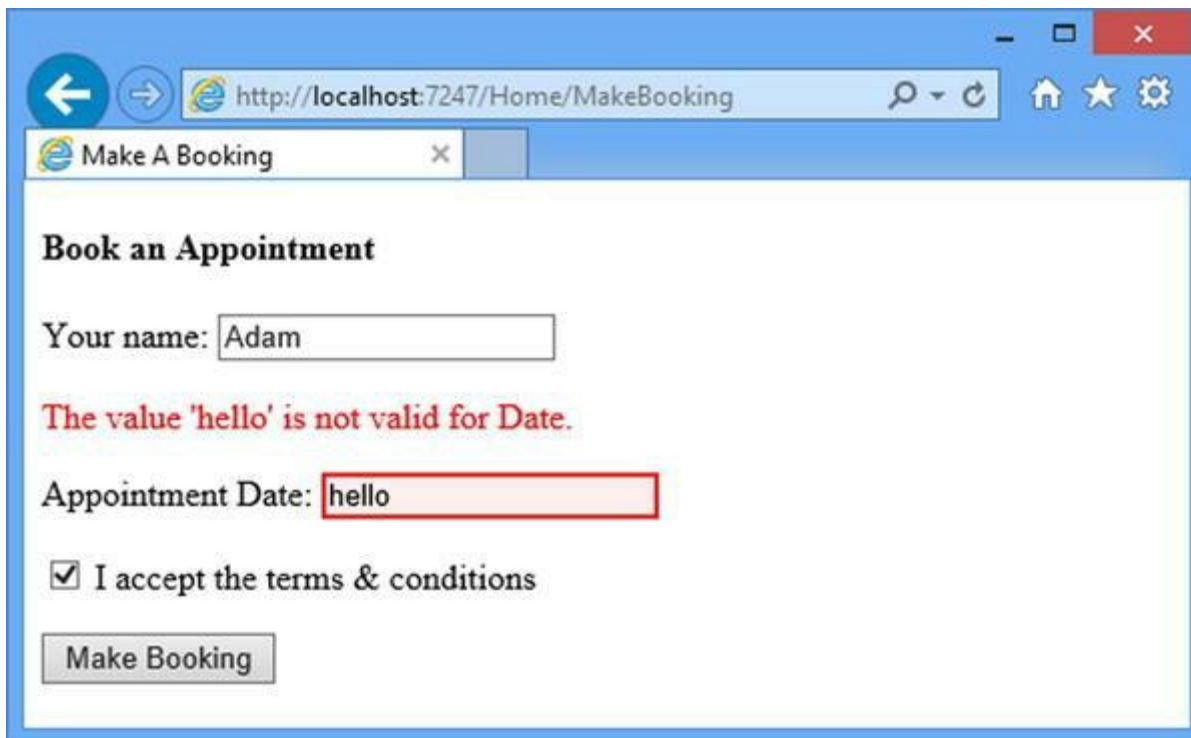 http://localhost:7247/Home/MakeBooking
Make A Booking
Book an Appointment
Your name: Adam
The value 'hello' is not valid for Date.
Appointment Date: hello
I accept the terms & conditions
Make Booking